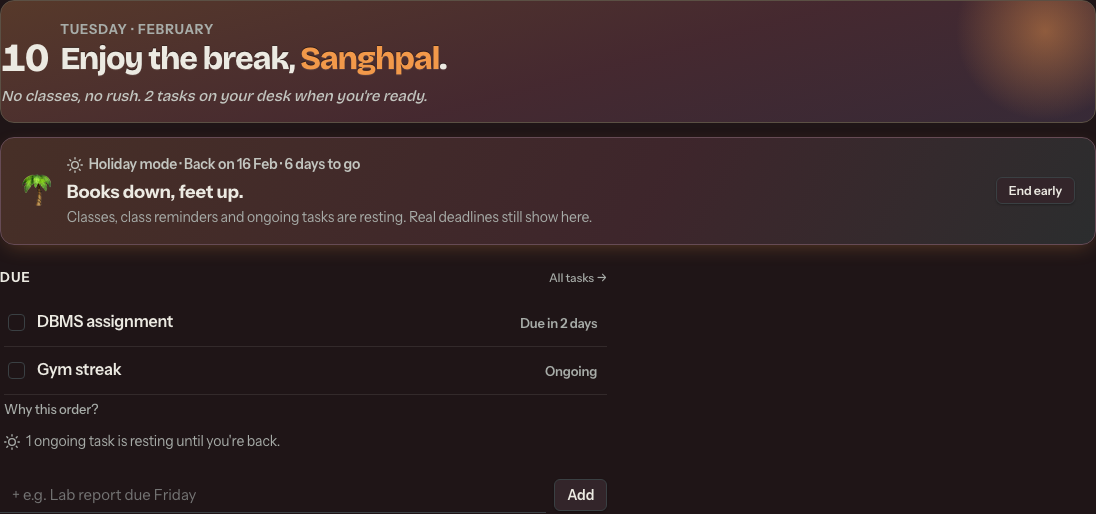 TUESDAY · FEBRUARY
10 Enjoy the break, Sanghpal.
No classes, no rush. 2 tasks on your desk when you're ready.
Holiday mode · Back on 16 Feb · 6 days to go
Books down, feet up.
Classes, class reminders and ongoing tasks are resting. Real deadlines still show here.
End early
DUE
All tasks →
DBMS assignment
Due in 2 days
Gym streak
Ongoing
Why this order?
1 ongoing task is resting until you're back.
+ e.g. Lab report due Friday
Add